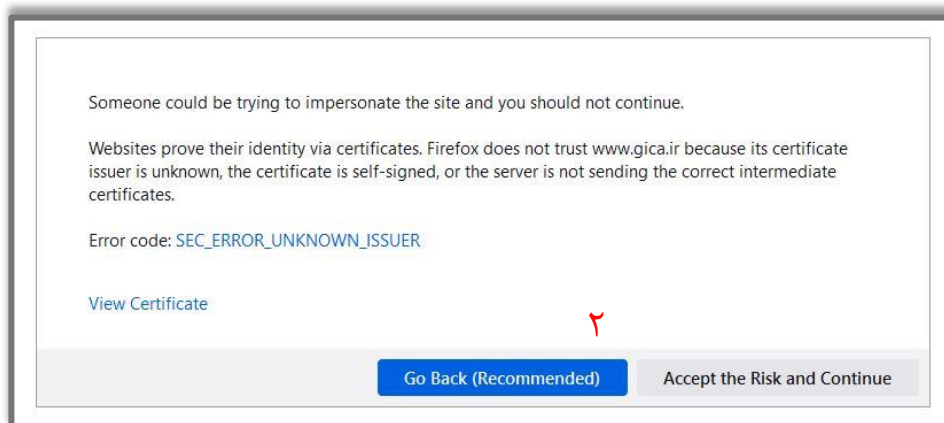 Someone could be trying to impersonate the site and you should not continue.
Websites prove their identity via certificates. Firefox does not trust www.gica.ir because its certificate
issuer is unknown, the certificate is self-signed, or the server is not sending the correct intermediate
certificates.
Error code: SEC_ERROR_UNKNOWN_ISSUER
View Certificate
۲
Go Back (Recommended) Accept the Risk and Continue